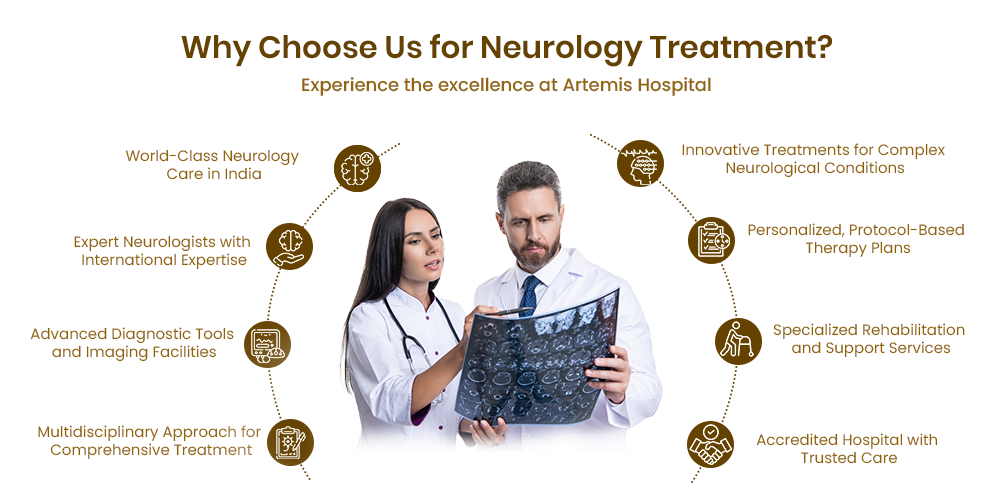 Why Choose Us for Neurology Treatment?
Experience the excellence at Artemis Hospital
World-Class Neurology
Care in India
Expert Neurologists with
International Expertise
Advanced Diagnostic Tools
and Imaging Facilities
Multidisciplinary Approach for
Comprehensive Treatment
Innovative Treatments for Complex
Neurological Conditions
Personalized, Protocol-Based
Therapy Plans
Specialized Rehabilitation
and Support Services
Accredited Hospital with
Trusted Care